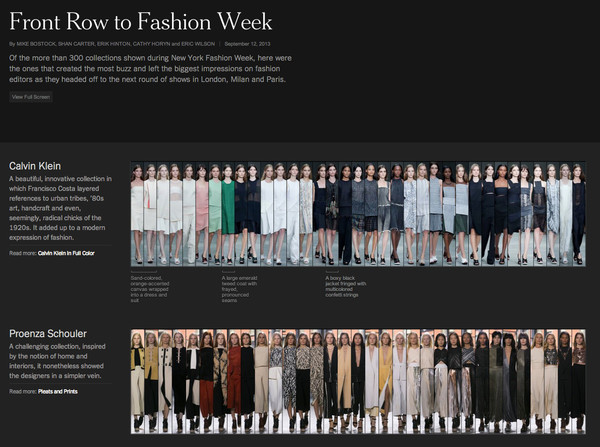 Front Row to Fashion Week
By MIKE BOSTOCK, SHAN CARTER, ERIK HINTON, CATHY HORYN and ERIC WILSON | September 12, 2013
Of the more than 300 collections shown during New York Fashion Week, here were
the ones that created the most buzz and left the biggest impressions on fashion
editors as they headed off to the next round of shows in London, Milan and Paris.
View Full Screen
Calvin Klein
A beautiful, innovative collection in
which Francisco Costa layered
references to urban tribes, '80s
art, handcraft and even,
seemingly, radical chicks of the
1920s. It added up to a modern
expression of fashion.
Read more: Calvin Klein in Full Color
Sand-colored,
orange-accented
canvas wrapped
into a dress and
suit
A large emerald
tweed coat with
frayed,
pronounced
seams
A boxy black
jacket fringed with
multicolored
confetti strings
Proenza Schouler
A challenging collection, inspired
by the notion of home and
interiors, it nonetheless showed
the designers in a simpler vein.
Read more: Pleats and Prints